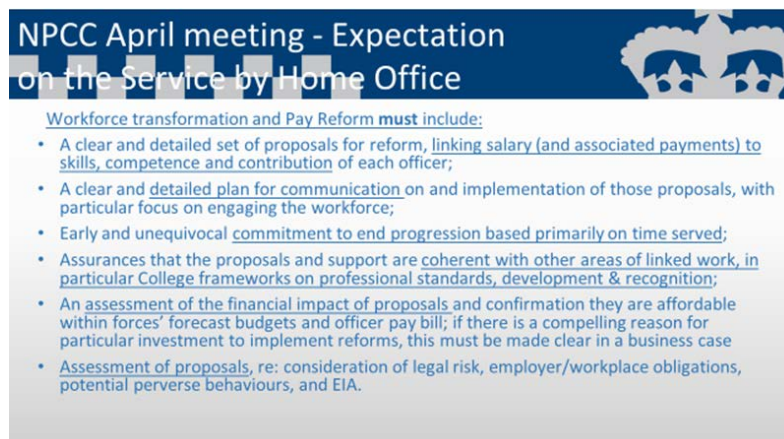 NPCC April meeting - Expectation
on the Service by Home Office
Workforce transformation and Pay Reform must include:
• A clear and detailed set of proposals for reform, linking salary (and associated payments) to
skills, competence and contribution of each officer;
• A clear and detailed plan for communication on and implementation of those proposals, with
particular focus on engaging the workforce;
• Early and unequivocal commitment to end progression based primarily on time served;
• Assurances that the proposals and support are coherent with other areas of linked work, in
particular College frameworks on professional standards, development & recognition;
• An assessment of the financial impact of proposals and confirmation they are affordable
within forces’ forecast budgets and officer pay bill; if there is a compelling reason for
particular investment to implement reforms, this must be made clear in a business case
• Assessment of proposals, re: consideration of legal risk, employer/workplace obligations,
potential perverse behaviours, and EIA.